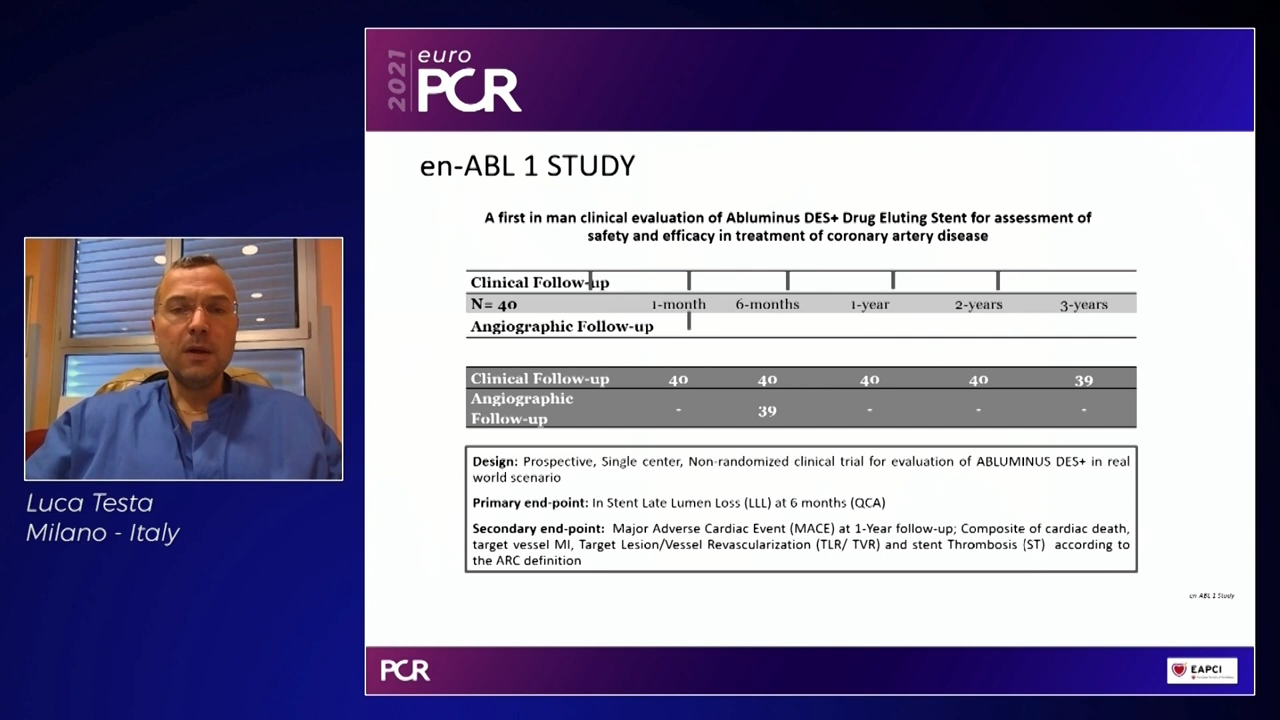 2021
euro
PCR
en-ABL 1 STUDY
A first in man clinical evaluation of Abluminus DES+ Drug Eluting Stent for assessment of
safety and efficacy in treatment of coronary artery disease
Clinical Follow-up
N= 40 1-month 6-months 1-year 2-years 3-years
Angiographic Follow-up
Clinical Follow-up 40 40 40 40 39
Angiographic
Follow-up - 39 - - -
Design: Prospective, Single center, Non-randomized clinical trial for evaluation of ABLUMINUS DES+ in real
world scenario
Primary end-point: In Stent Late Lumen Loss (LLL) at 6 months (QCA)
Secondary end-point: Major Adverse Cardiac Event (MACE) at 1-Year follow-up; Composite of cardiac death,
target vessel MI, Target Lesion/Vessel Revascularization (TLR/ TVR) and stent Thrombosis (ST) according to
the ARC definition
en ABL 1 Study
Luca Testa
Milano - Italy
PCR
EAPCI